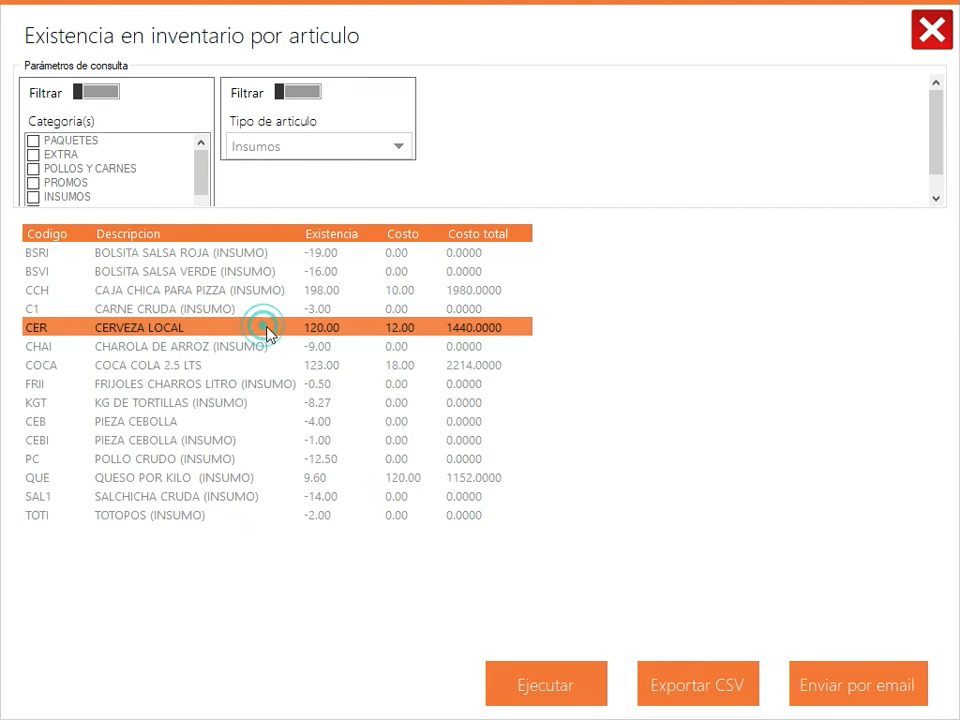 Existencia en inventario por articulo
Parámetros de consulta
Filtrar
Categoria(s)
PAQUETES
EXTRA
POLLOS Y CARNES
PROMOS
INSUMOS
Filtrar
Tipo de articulo
Insumos
Codigo Descripcion Existencia Costo Costo total
BSRI BOLSITA SALSA ROJA (INSUMO) -19.00 0.00 0.0000
BSVI BOLSITA SALSA VERDE (INSUMO) -16.00 0.00 0.0000
CCH CAJA CHICA PARA PIZZA (INSUMO) 198.00 10.00 1980.0000
C1 CARNE CRUDA (INSUMO) -3.00 0.00 0.0000
CER CERVEZA LOCAL 120.00 12.00 1440.0000
CHAI CHAROLA DE ARROZ (INSUMO) -9.00 0.00 0.0000
COCA COCA COLA 2.5 LTS 123.00 18.00 2214.0000
FRII FRIJOLES CHARROS LITRO (INSUMO) -0.50 0.00 0.0000
KGT KG DE TORTILLAS (INSUMO) -8.27 0.00 0.0000
CEB PIEZA CEBOLLA -4.00 0.00 0.0000
CEBI PIEZA CEBOLLA (INSUMO) -1.00 0.00 0.0000
PC POLLO CRUDO (INSUMO) -12.50 0.00 0.0000
QUE QUESO POR KILO (INSUMO) 9.60 120.00 1152.0000
SAL1 SALCHICHA CRUDA (INSUMO) -14.00 0.00 0.0000
TOTI TOTOPOS (INSUMO) -2.00 0.00 0.0000
Ejecutar Exportar CSV Enviar por email